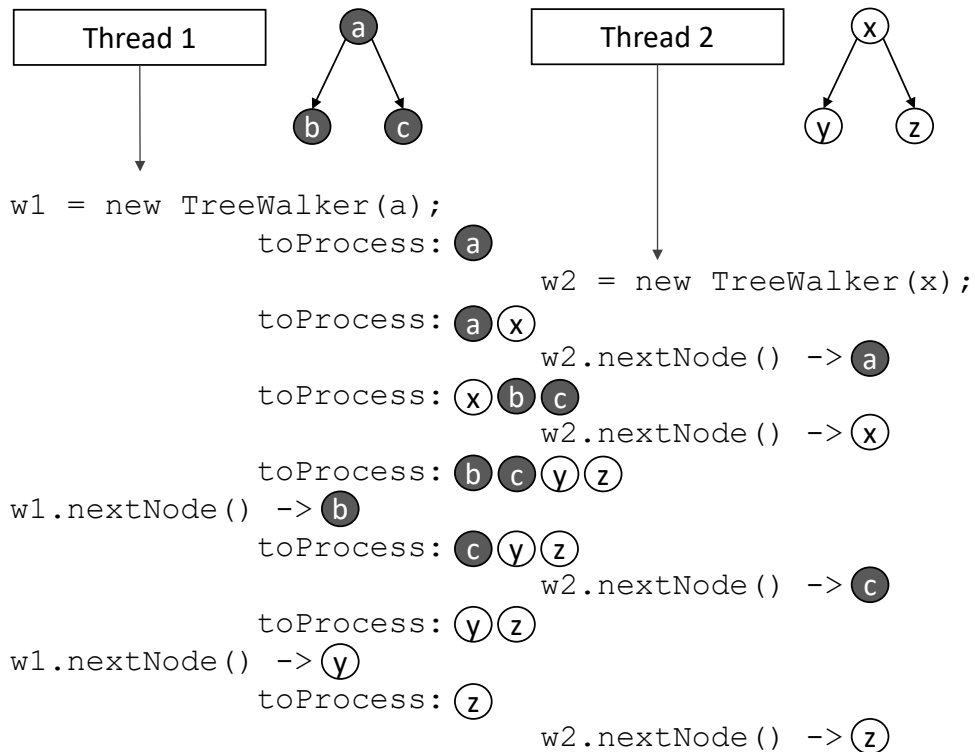 Thread 1
a
Thread 2
x
b c
y z
w1 = new TreeWalker(a);
toProcess: a
w2 = new TreeWalker(x);
toProcess: a x
w2.nextNode() -> a
toProcess: x b c
w2.nextNode() -> x
toProcess: b c y z
w1.nextNode() -> b
toProcess: c y z
w2.nextNode() -> c
toProcess: y z
w1.nextNode() -> y
toProcess: z
w2.nextNode() -> z